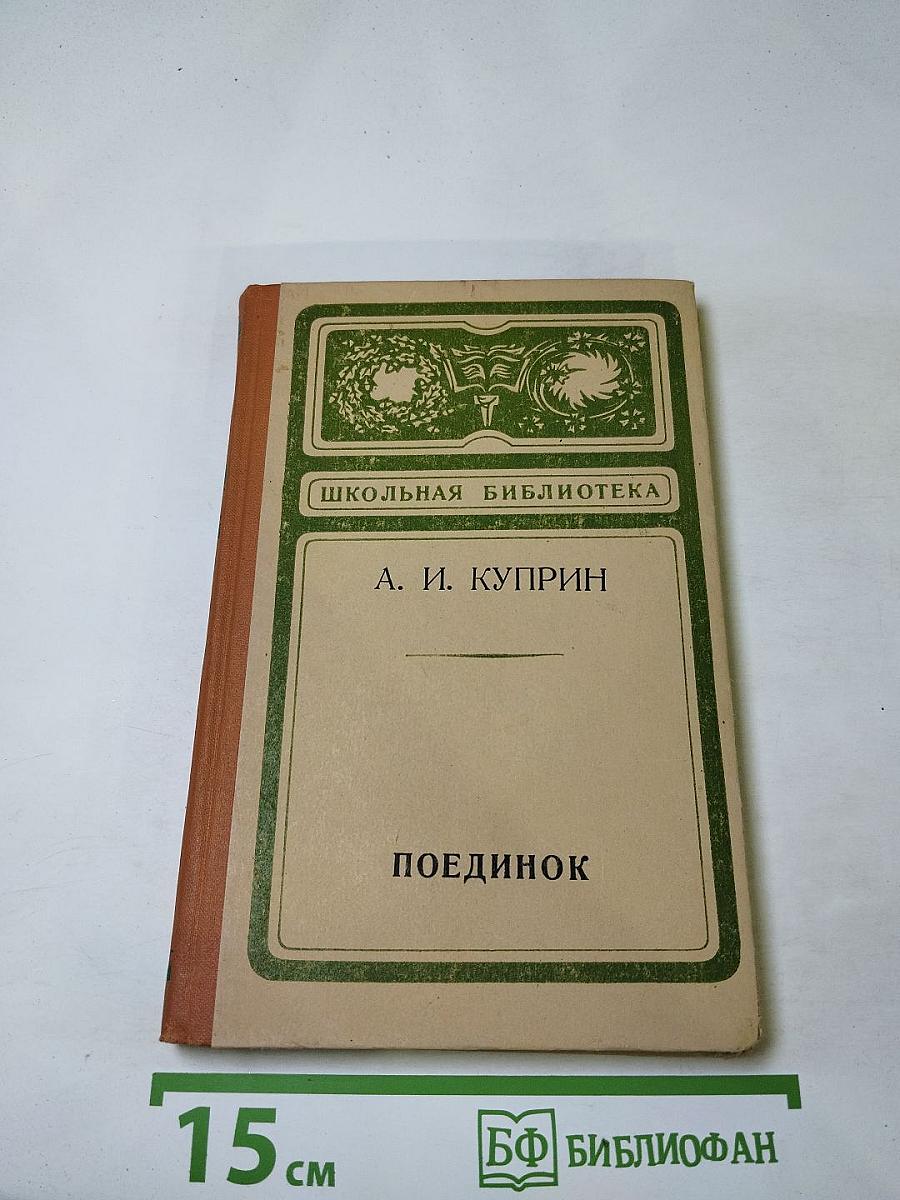 ШКОЛЬНАЯ БИБЛИОТЕКА
А. И. КУПРИН
ПОЕДИНОК
15 см
БФ БИБЛИОФАН